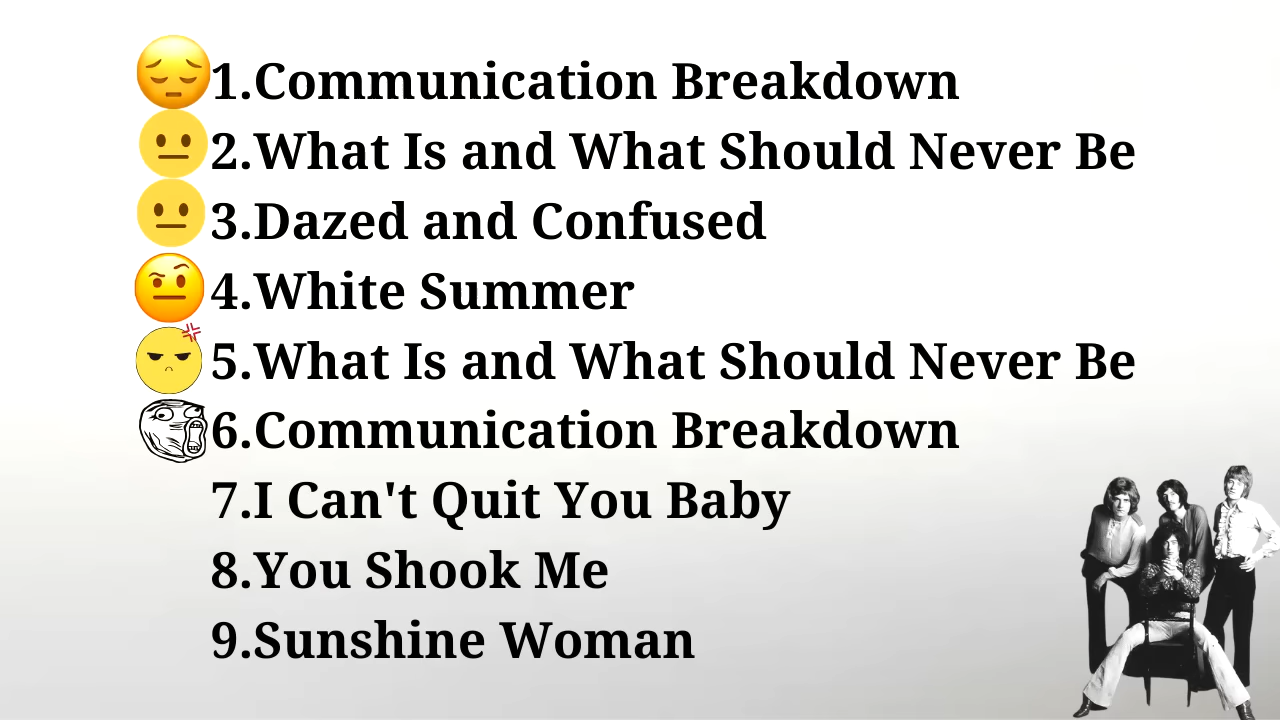 1.Communication Breakdown
2.What Is and What Should Never Be
3.Dazed and Confused
4.White Summer
5.What Is and What Should Never Be
6.Communication Breakdown
7.I Can't Quit You Baby
8.You Shook Me
9.Sunshine Woman